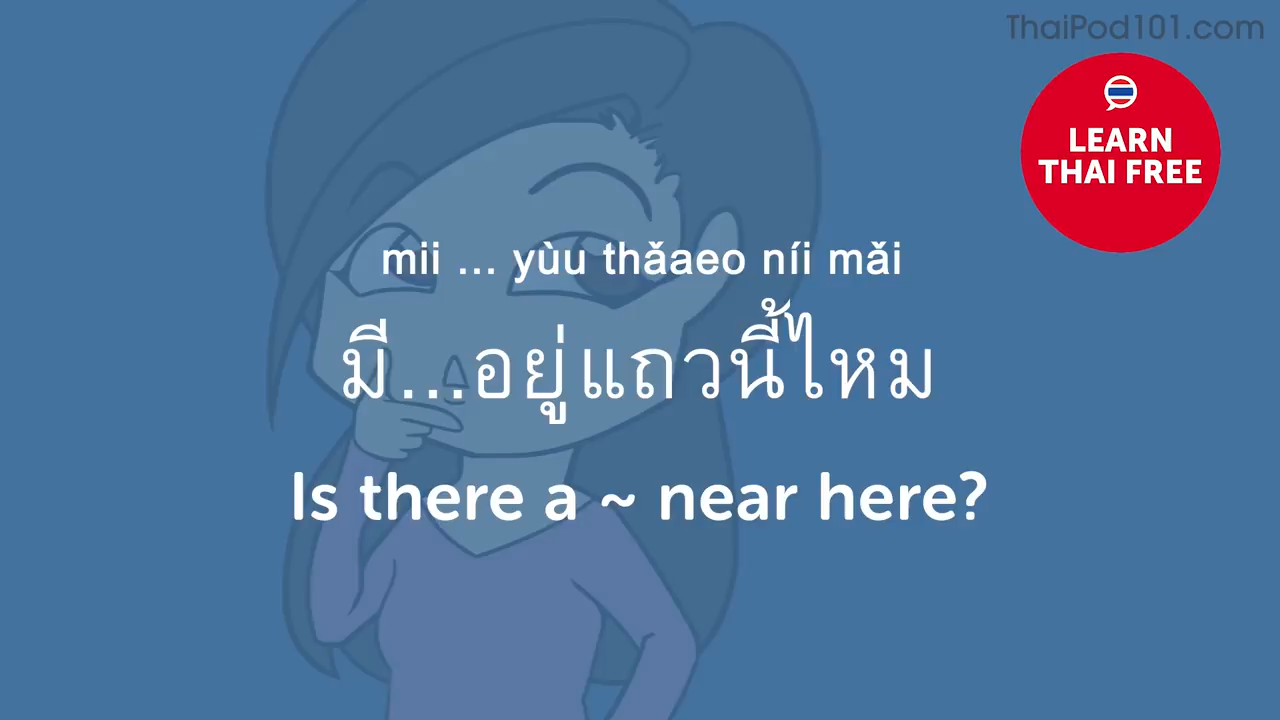 ThaiPod101.com
LEARN
THAI FREE
mii ... yùu thǎaeo níi mǎi
มี...อยู่แถวนี้ไหม
Is there a ~ near here?